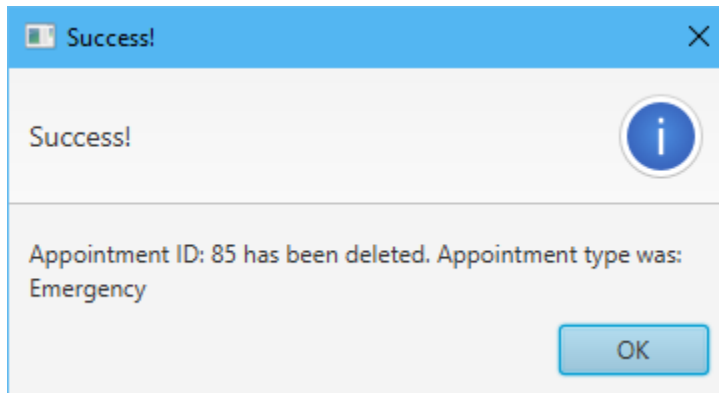 Success!
Success!
i
Appointment ID: 85 has been deleted. Appointment type was:
Emergency
OK